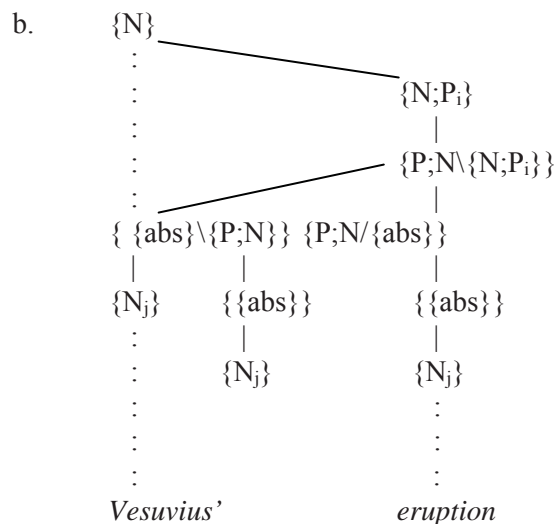 b. {N}
{N;Pᵢ}
{P;N\{N;Pᵢ}}
{ {abs}\{P;N}} {P;N/{abs}}
{Nⱼ} {{abs}} {{abs}}
{Nⱼ} {Nⱼ}
Vesuvius’ eruption